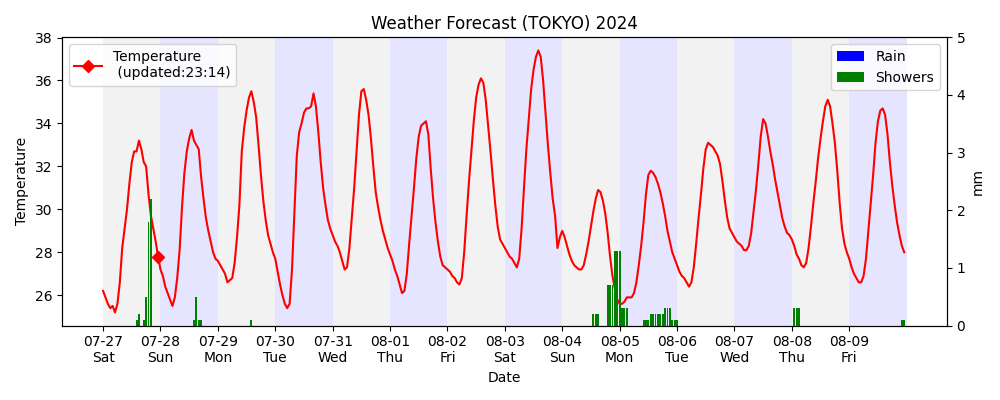 Weather Forecast (TOKYO) 2024
Temperature
(updated:23:14)
Rain
Showers
38
36
34
32
30
28
26
Temperature
5
4
3
2
1
0
mm
07-27 07-28 07-29 07-30 07-31 08-01 08-02 08-03 08-04 08-05 08-06 08-07 08-08 08-09
Sat Sun Mon Tue Wed Thu Fri Sat Sun Mon Tue Wed Thu Fri
Date